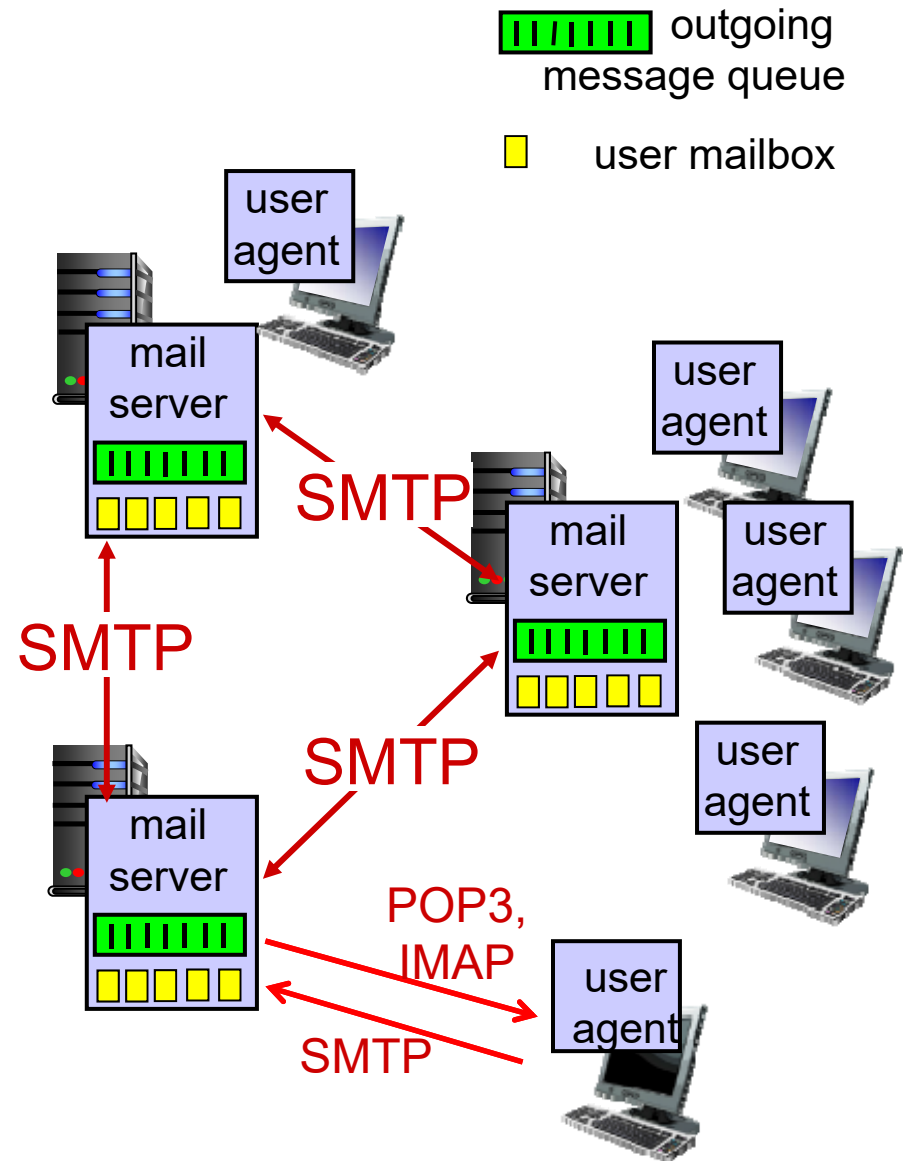 outgoing
message queue
user mailbox
user
agent
mail
server
SMTP
user
agent
mail
server
user
agent
SMTP
SMTP
user
agent
mail
server
POP3,
IMAP
user
agent
SMTP